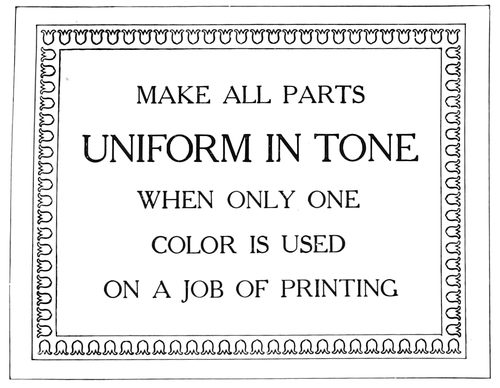 MAKE ALL PARTS
UNIFORM IN TONE
WHEN ONLY ONE
COLOR IS USED
ON A JOB OF PRINTING